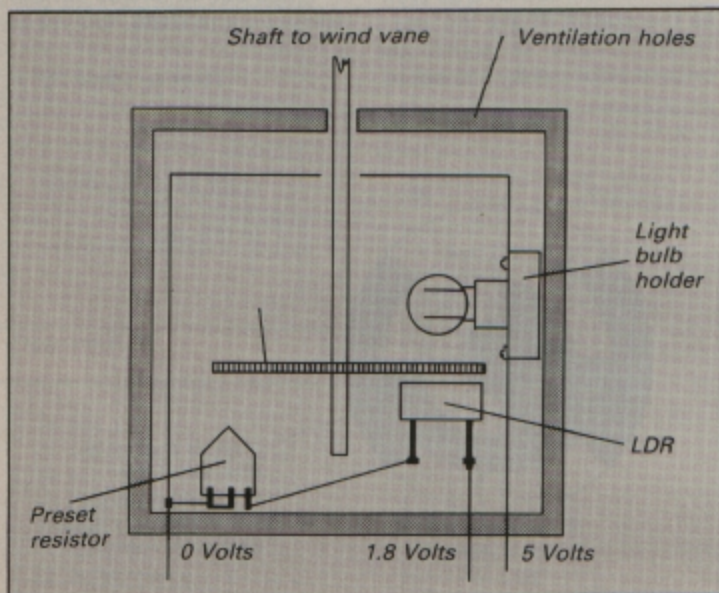 Shaft to wind vane
Ventilation holes
Light
bulb
holder
LDR
Preset
resistor
0 Volts
1.8 Volts
5 Volts